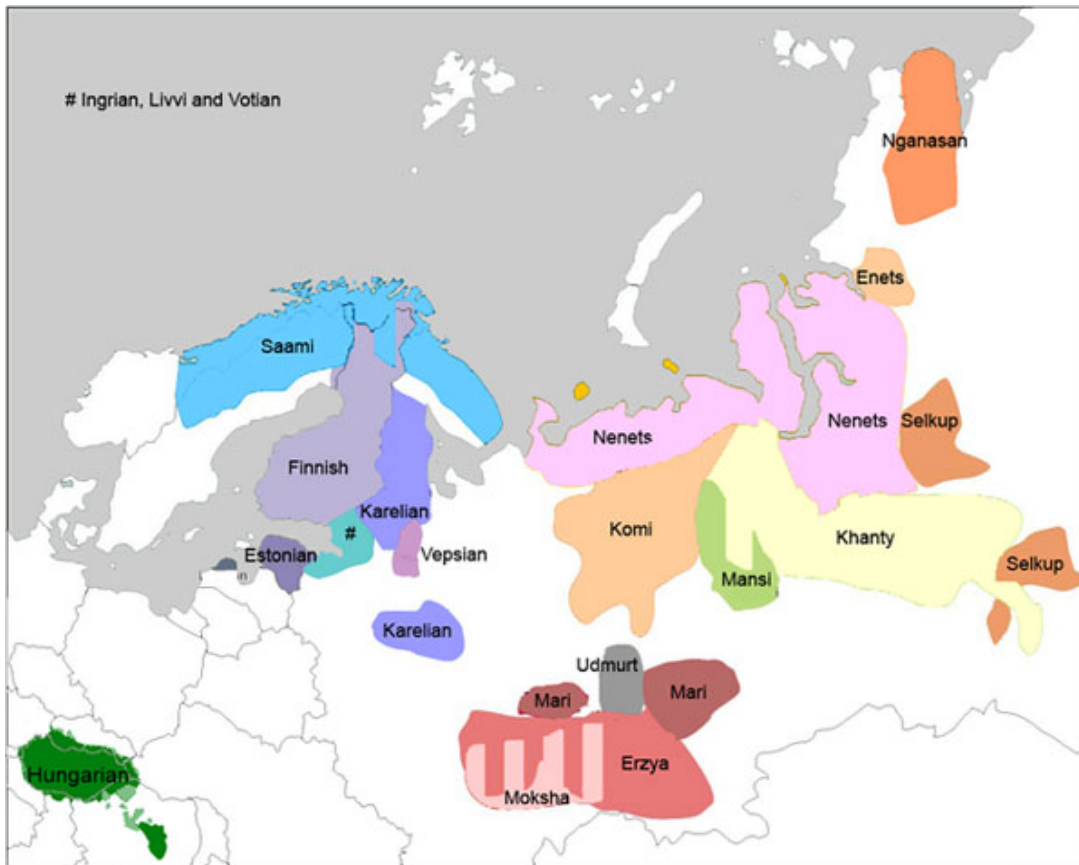 # Ingrian, Livvi and Votian
Nganasan
Enets
Saami
Nenets
Nenets
Selkup
Finnish
Karelian
#
Komi
Khanty
Estonian
Vepsian
Mansi
Selkup
Karelian
Udmurt
Mari
Mari
Erzya
Hungarian
Moksha